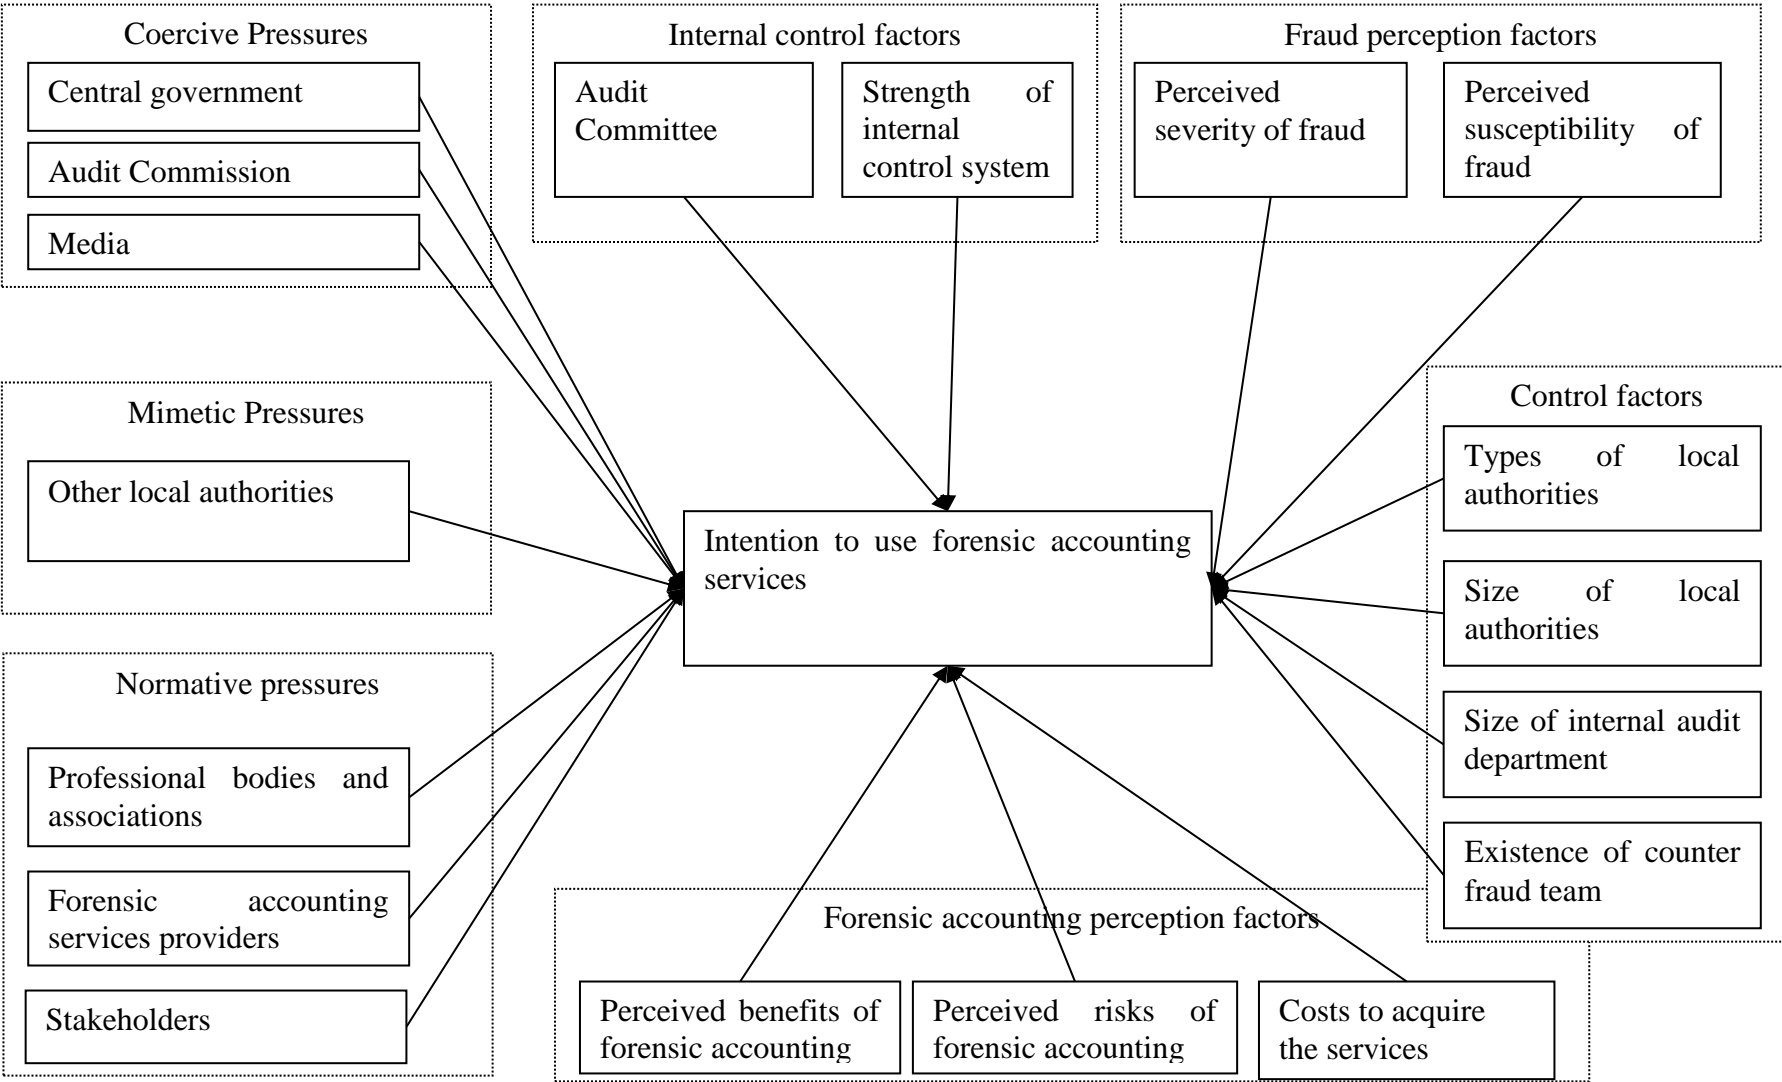 Coercive Pressures
Central government
Audit Commission
Media
Internal control factors
Audit
Committee
Strength of
internal
control system
Fraud perception factors
Perceived
severity of fraud
Perceived
susceptibility of
fraud
Mimetic Pressures
Other local authorities
Intention to use forensic accounting
services
Control factors
Types of local
authorities
Size of local
authorities
Size of internal audit
department
Existence of counter
fraud team
Normative pressures
Professional bodies and
associations
Forensic accounting
services providers
Stakeholders
Forensic accounting perception factors
Perceived benefits of
forensic accounting
Perceived risks of
forensic accounting
Costs to acquire
the services